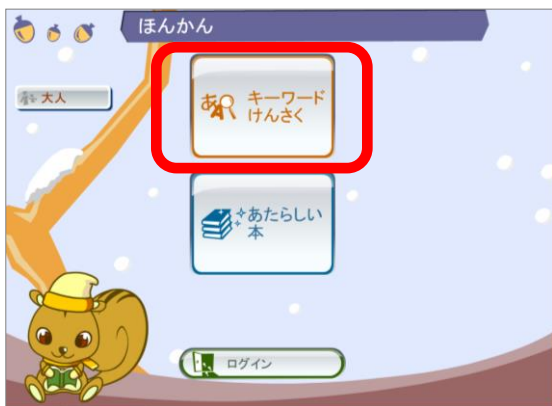 ほんかん
大人
キーワード
けんさく
あたらしい
本
ログイン